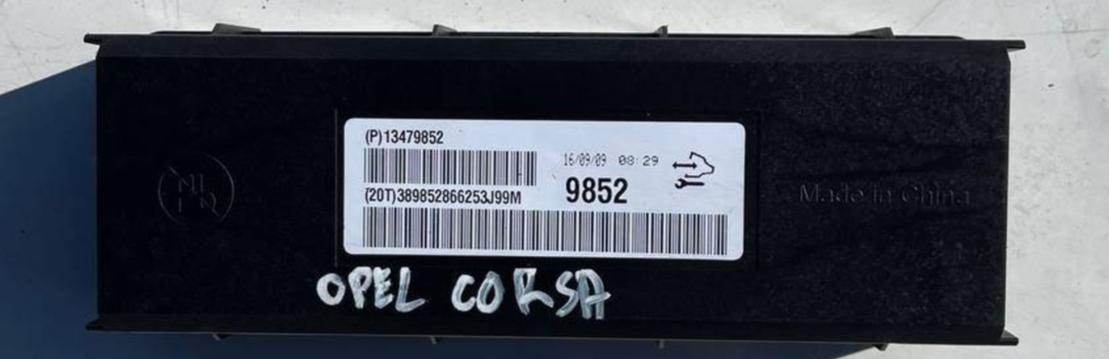 (P)13479852
16/09/09 08:29
(20T)389852866253J99M
9852
Made in China
OPEL CORSA